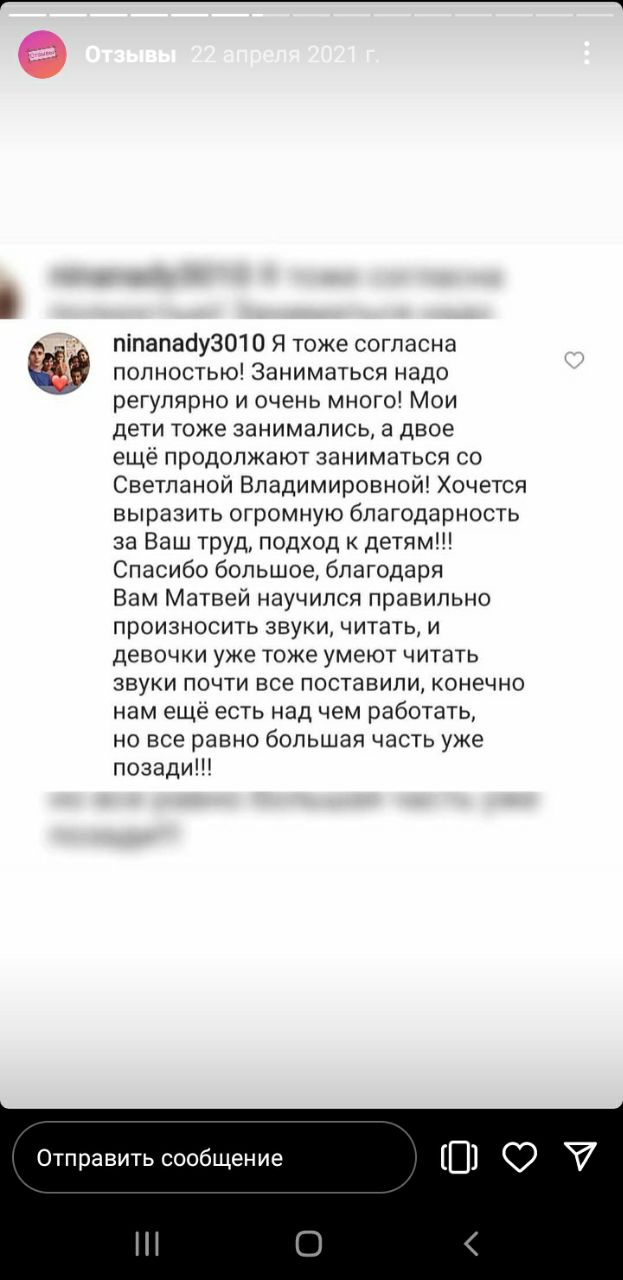 Отзывы 22 апреля 2021 г.
ninanady3010 Я тоже согласна
полностью! Заниматься надо
регулярно и очень много! Мои
дети тоже занимались, а двое
ещё продолжают заниматься со
Светланой Владимировной! Хочется
выразить огромную благодарность
за Ваш труд, подход к детям!!!
Спасибо большое, благодаря
Вам Матвей научился правильно
произносить звуки, читать, и
девочки уже тоже умеют читать
звуки почти все поставили, конечно
нам ещё есть над чем работать,
но все равно большая часть уже
позади!!!
Отправить сообщение